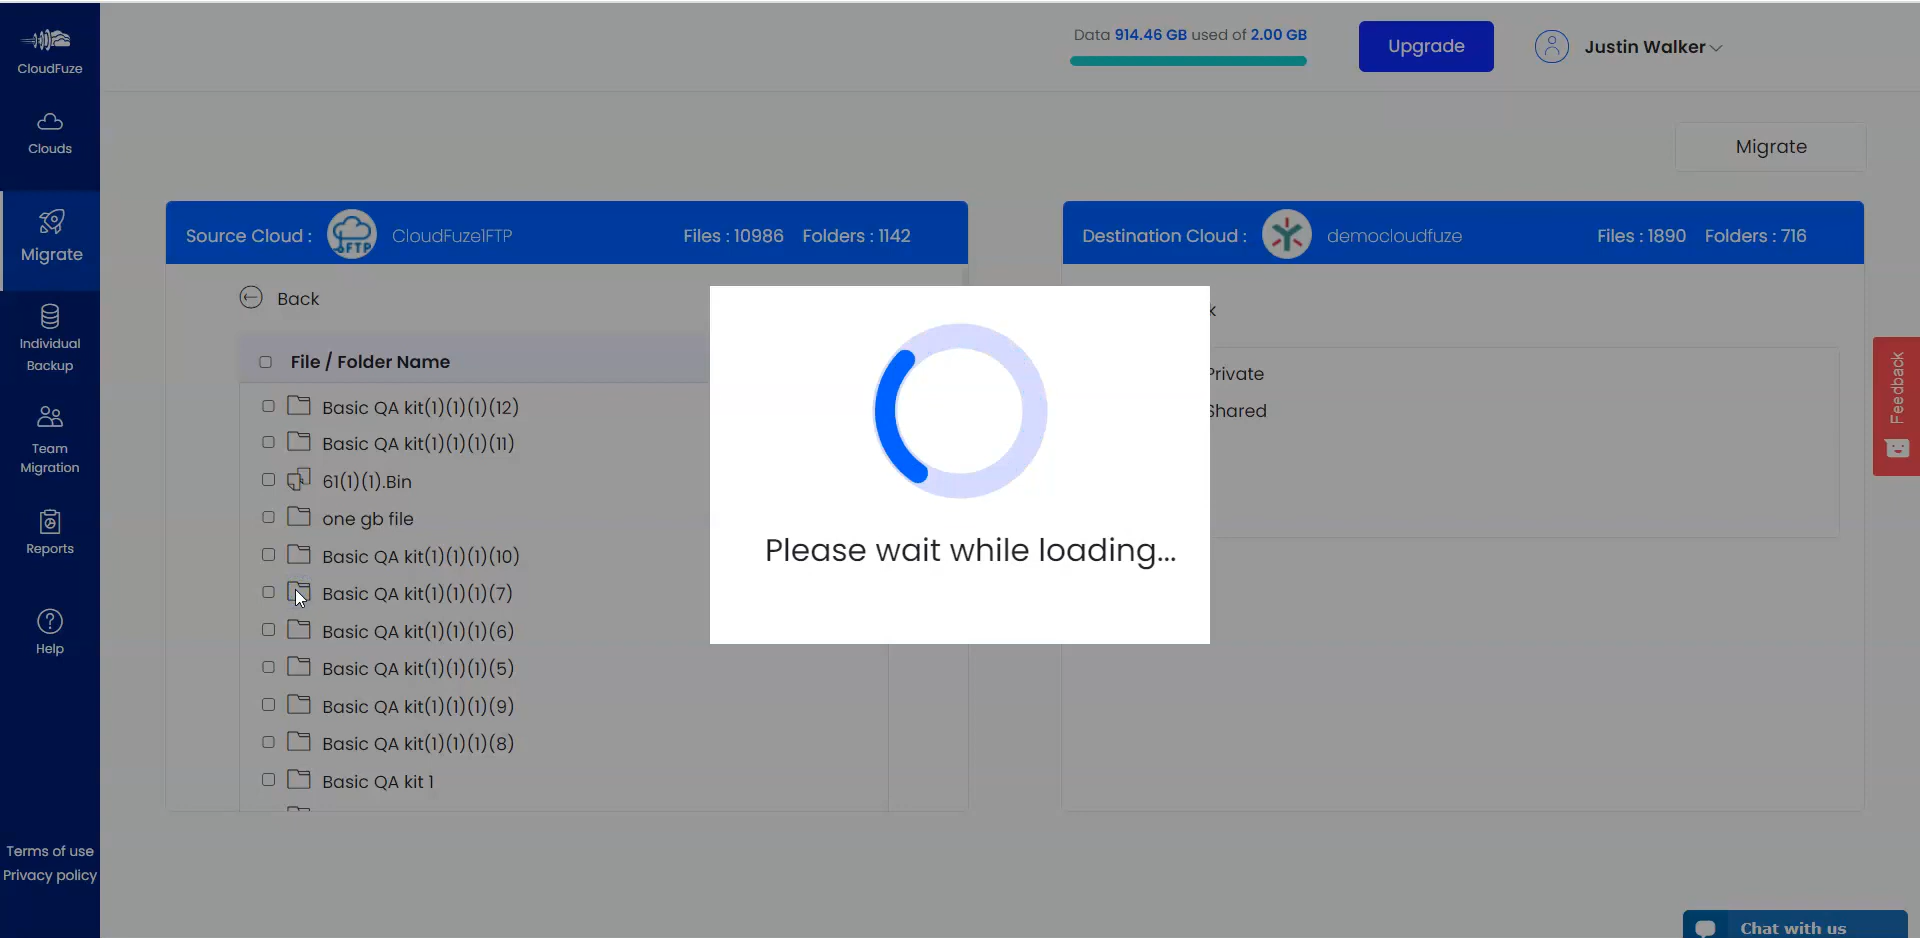 CloudFuze
Data 914.46 GB used of 2.00 GB
Upgrade
Justin Walker
Clouds
Migrate
Individual
Backup
Team
Migration
Reports
Help
Terms of use
Privacy policy
Migrate
Source Cloud :
FTP
CloudFuze1FTP
Files : 10986 Folders : 1142
Back
File / Folder Name
Basic QA kit(1)(1)(1)(12)
Basic QA kit(1)(1)(1)(11)
61(1)(1).Bin
one gb file
Basic QA kit(1)(1)(1)(10)
Basic QA kit(1)(1)(1)(7)
Basic QA kit(1)(1)(1)(6)
Basic QA kit(1)(1)(1)(5)
Basic QA kit(1)(1)(1)(9)
Basic QA kit(1)(1)(1)(8)
Basic QA kit 1
Please wait while loading...
Destination Cloud :
democloudfuze
Files : 1890 Folders : 716
k
Private
Shared
Feedback
Chat with us